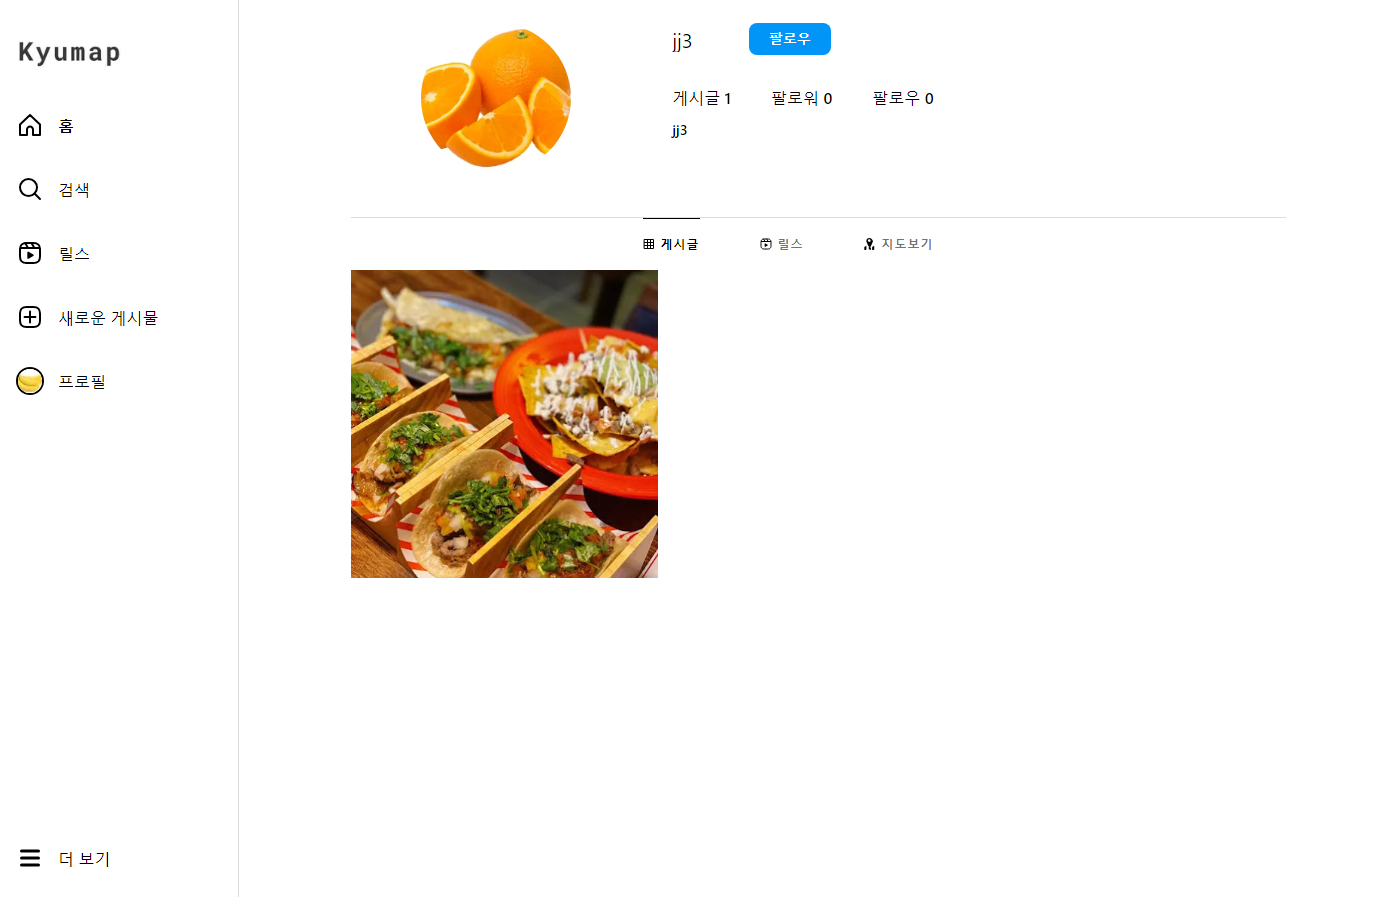 Kyumap
홈
검색
릴스
새로운 게시물
프로필
더 보기
jj3 팔로우
게시글 1 팔로워 0 팔로우 0
jj3
게시글 릴스 지도보기